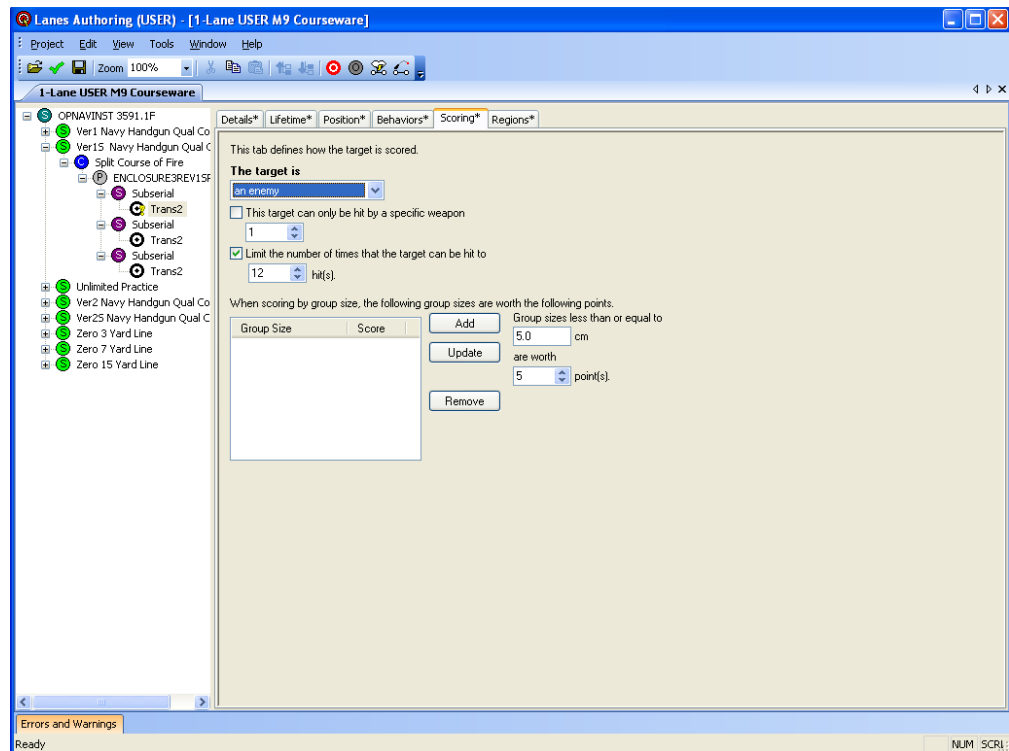 Lanes Authoring (USER) - [1-Lane USER M9 Courseware]
Project Edit View Tools Window Help
Zoom 100%
1-Lane USER M9 Courseware
S OPNAVINST 3591.1F
S Ver1 Navy Handgun Qual Co
S Ver1S Navy Handgun Qual C
C Split Course of Fire
P ENCLOSURE3REV1SF
S Subserial
Trans2
S Subserial
Trans2
S Subserial
Trans2
S Unlimited Practice
S Ver2 Navy Handgun Qual Co
S Ver2S Navy Handgun Qual C
S Zero 3 Yard Line
S Zero 7 Yard Line
S Zero 15 Yard Line
Details* Lifetime* Position* Behaviors* Scoring* Regions*
This tab defines how the target is scored.
The target is
an enemy
This target can only be hit by a specific weapon
1
Limit the number of times that the target can be hit to
12 hit(s).
When scoring by group size, the following group sizes are worth the following points.
Group Size Score
Add
Update
Remove
Group sizes less than or equal to
5.0 cm
are worth
5 point(s).
Errors and Warnings
Ready NUM SCRL